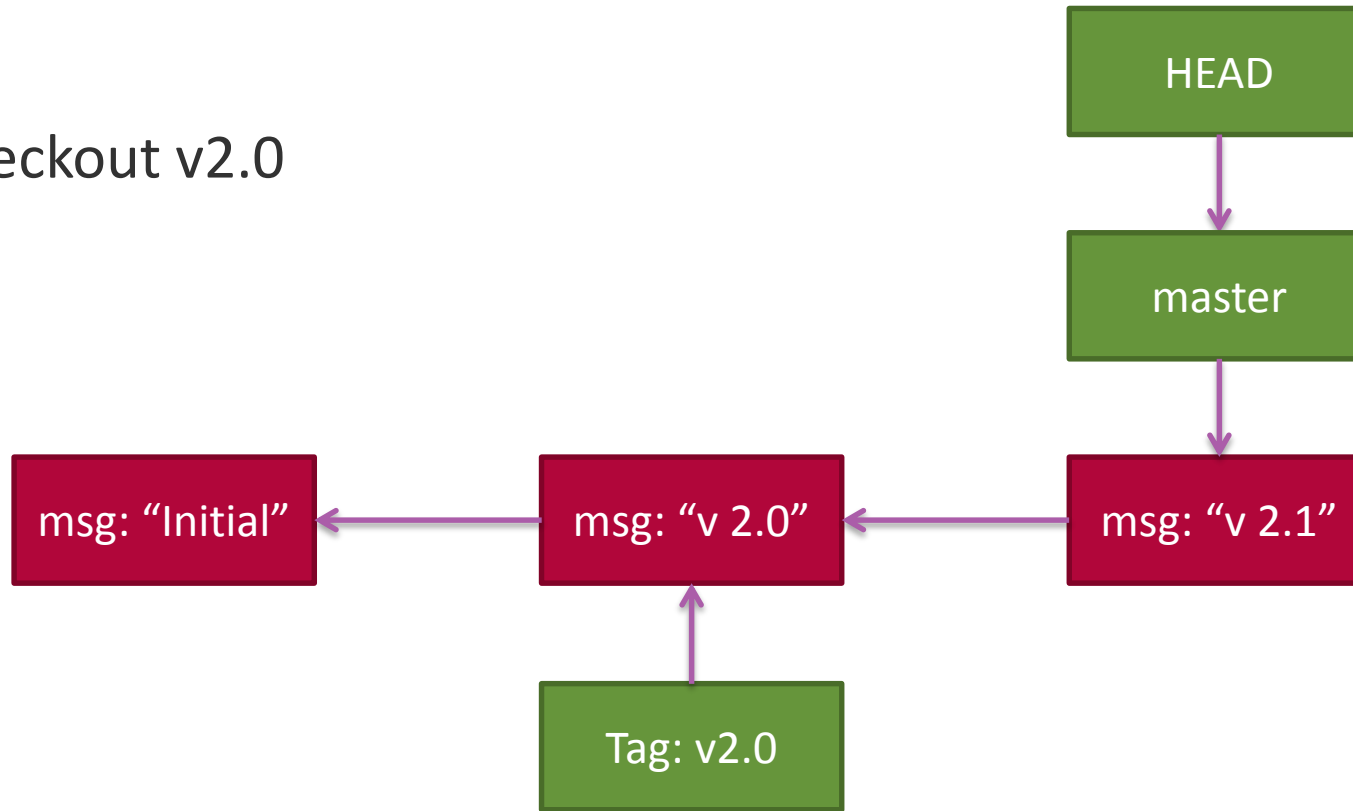 HEAD
eckout v2.0
master
msg: “Initial”
msg: “v 2.0”
msg: “v 2.1”
Tag: v2.0